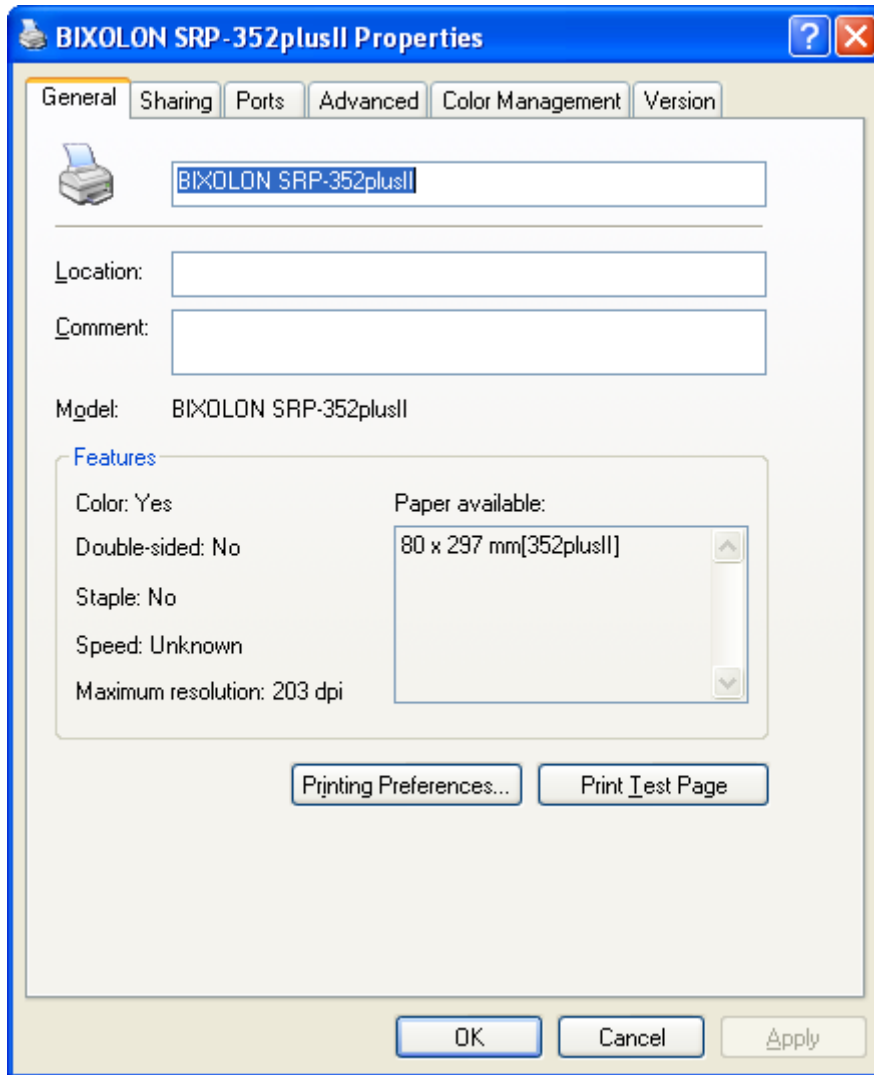 BIXOLON SRP-352plusII Properties
General Sharing Ports Advanced Color Management Version
BIXOLON SRP-352plusII
Location:
Comment:
Model: BIXOLON SRP-352plusII
Features
Color: Yes
Double-sided: No
Staple: No
Speed: Unknown
Maximum resolution: 203 dpi
Paper available:
80 x 297 mm[352plusII]
Printing Preferences... Print Test Page
OK Cancel Apply